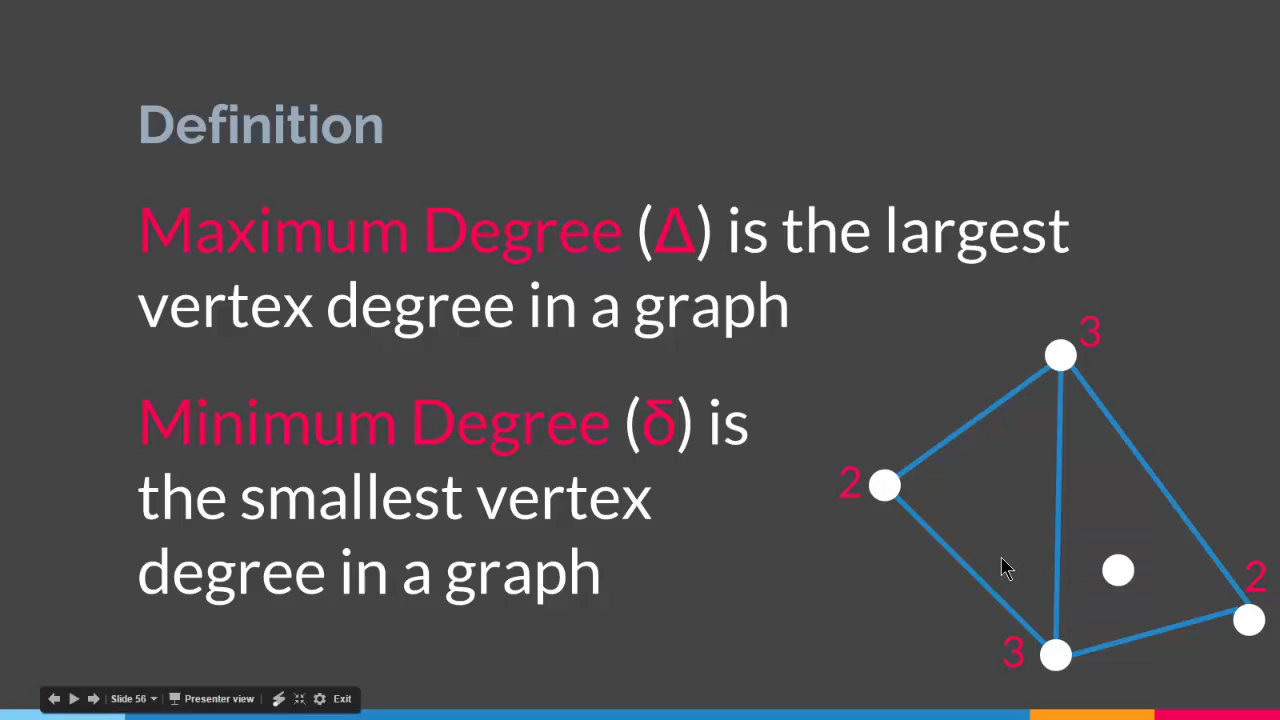 Definition
Maximum Degree (Δ) is the largest
vertex degree in a graph
Minimum Degree (δ) is
the smallest vertex
degree in a graph
3
2
2
3
Slide 56
Presenter view
Exit